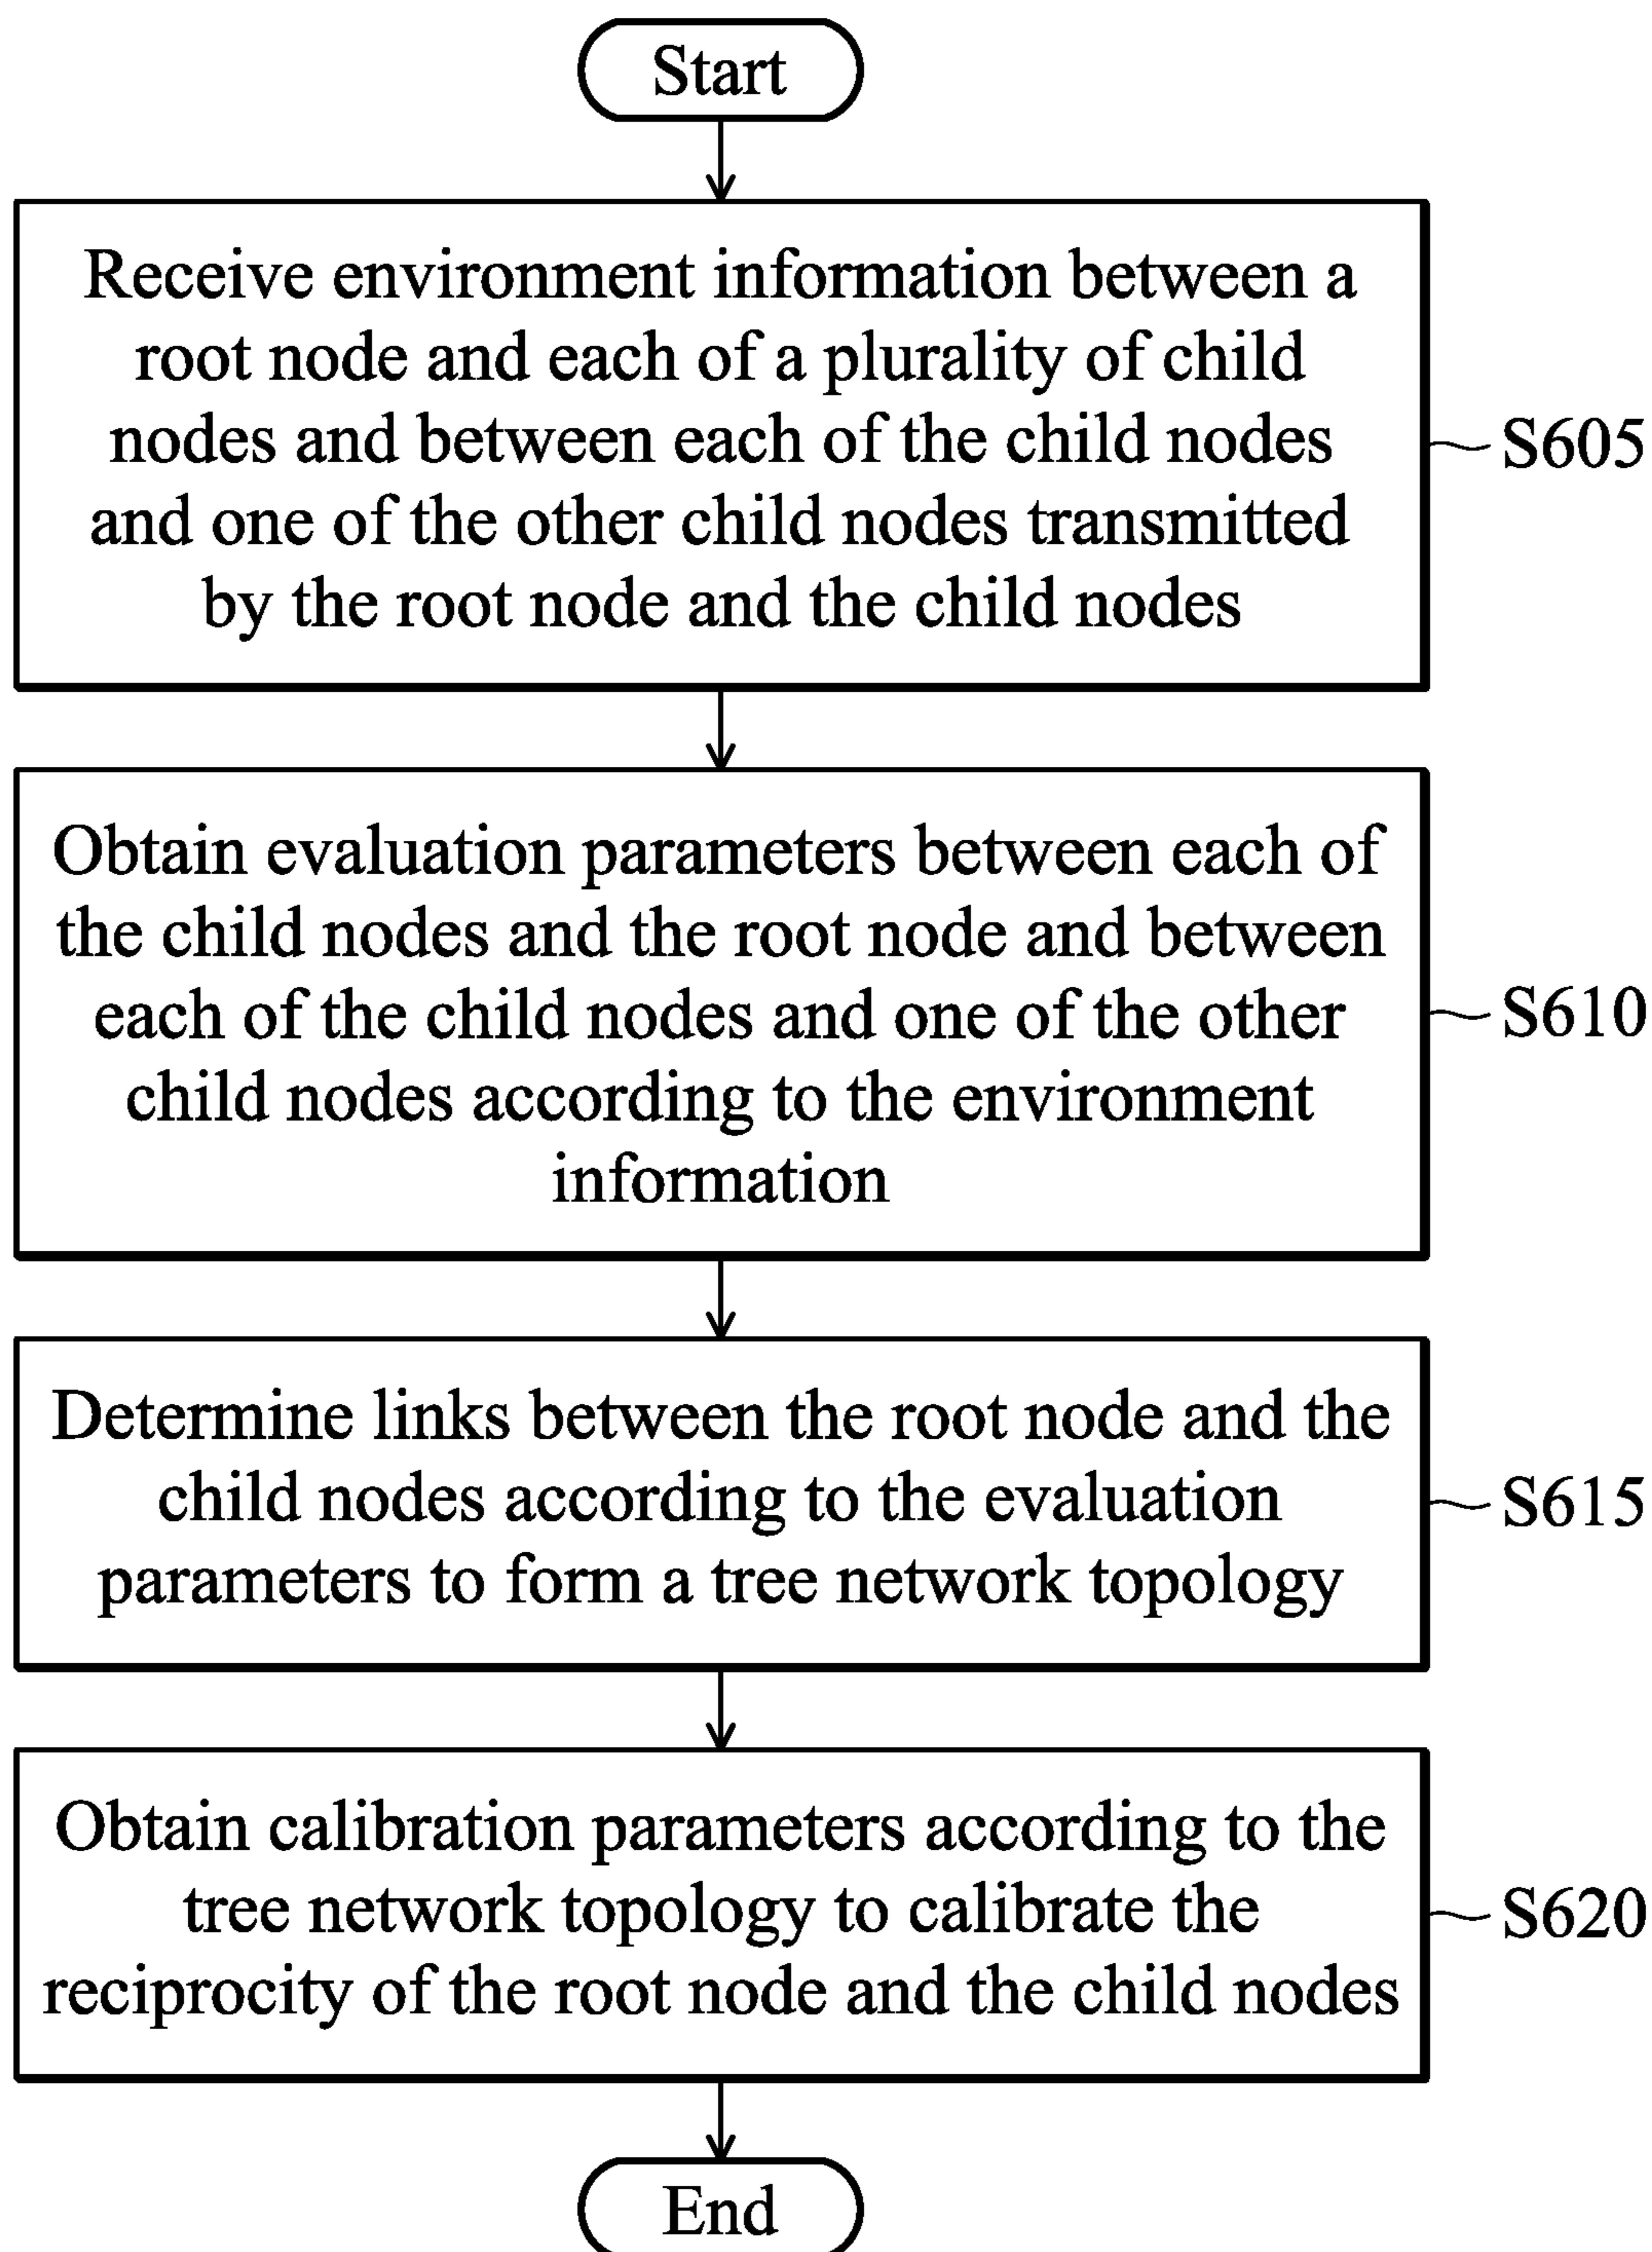 Start
Receive environment information between a
root node and each of a plurality of child
nodes and between each of the child nodes
and one of the other child nodes transmitted
by the root node and the child nodes
S605
Obtain evaluation parameters between each of
the child nodes and the root node and between
each of the child nodes and one of the other
child nodes according to the environment
information
S610
Determine links between the root node and the
child nodes according to the evaluation
parameters to form a tree network topology
S615
Obtain calibration parameters according to the
tree network topology to calibrate the
reciprocity of the root node and the child nodes
S620
End